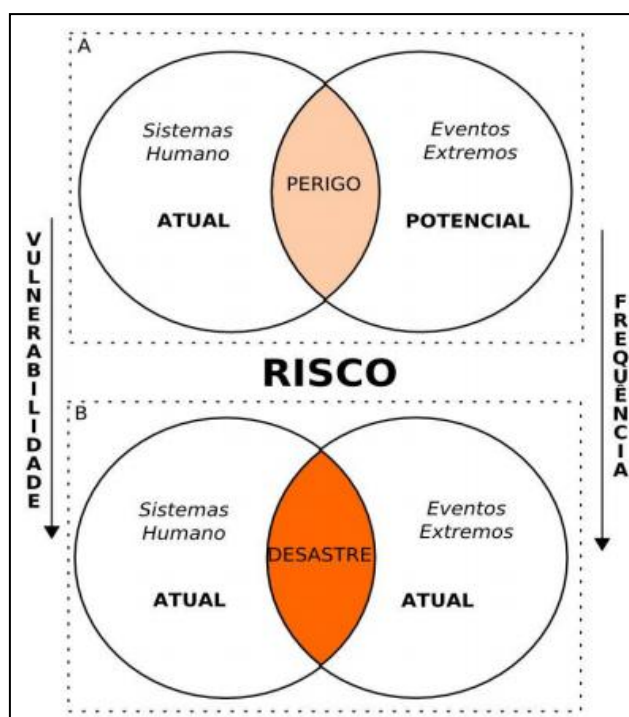 A
Sistemas
Humano
ATUAL
PERIGO
Eventos
Extremos
POTENCIAL
VULNERABILIDADE
RISCO
FREQUÊNCIA
B
Sistemas
Humano
ATUAL
DESASTRE
Eventos
Extremos
ATUAL